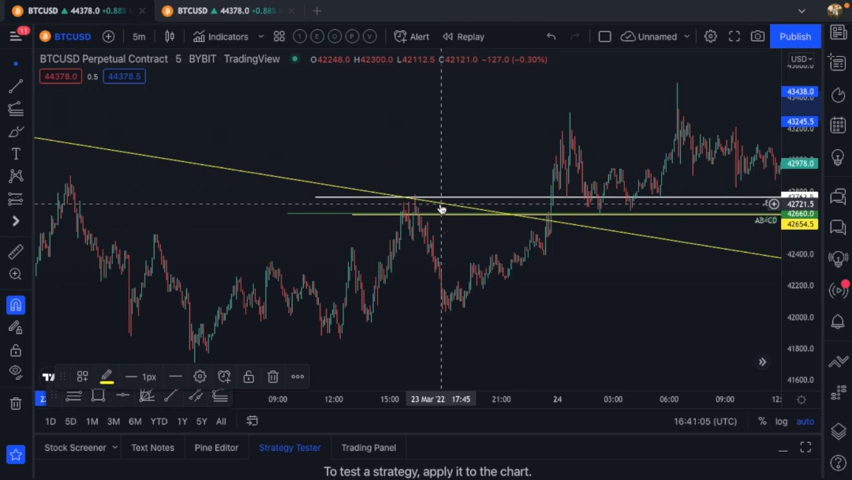 BTCUSD ▲ 44378.0 +0.88%
BTCUSD ▲ 44378.0 +0.88%
11 BTCUSD 5m Indicators Alert Replay Unnamed Publish
BTCUSD Perpetual Contract 5 BYBIT TradingView O42248.0 H42300.0 L42112.5 C42121.0 −127.0 (−0.30%)
USD
44378.0 0.5 44378.5
43438.0
43245.5
43200.0
42978.0
42721.5
42660.0
AB=CD
42654.5
42400.0
42200.0
42000.0
41800.0
41600.0
1px
09:00 12:00 15:00 23 Mar '22 17:45 21:00 24 03:00 06:00 09:00 12:
1D 5D 1M 3M 6M YTD 1Y 5Y All 16:41:05 (UTC) % log auto
Stock Screener Text Notes Pine Editor Strategy Tester Trading Panel
To test a strategy, apply it to the chart.